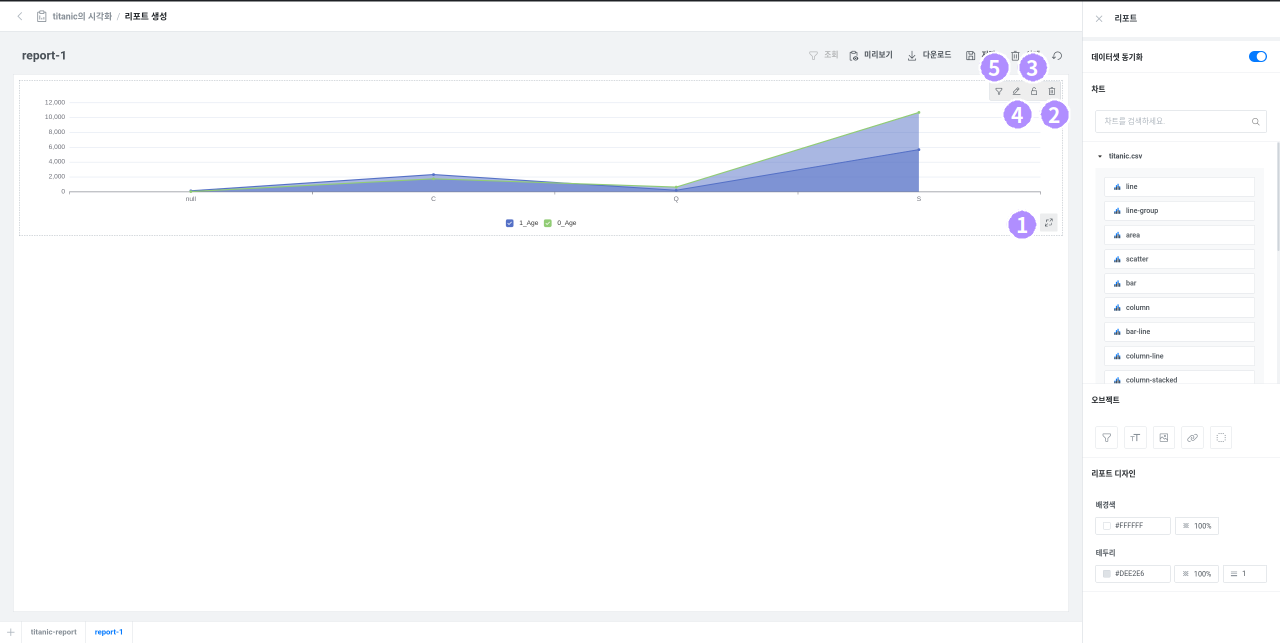 titanic의 시각화 / 리포트 생성
리포트
report-1
조회
미리보기
다운로드
5
3
4
2
12,000
10,000
8,000
6,000
4,000
2,000
0
null
C
Q
S
1_Age
0_Age
1
데이터셋 동기화
차트
차트를 검색하세요.
titanic.csv
line
line-group
area
scatter
bar
column
bar-line
column-line
column-stacked
오브젝트
TT
리포트 디자인
배경색
#FFFFFF
100%
테두리
#DEE2E6
100%
1
titanic-report
report-1